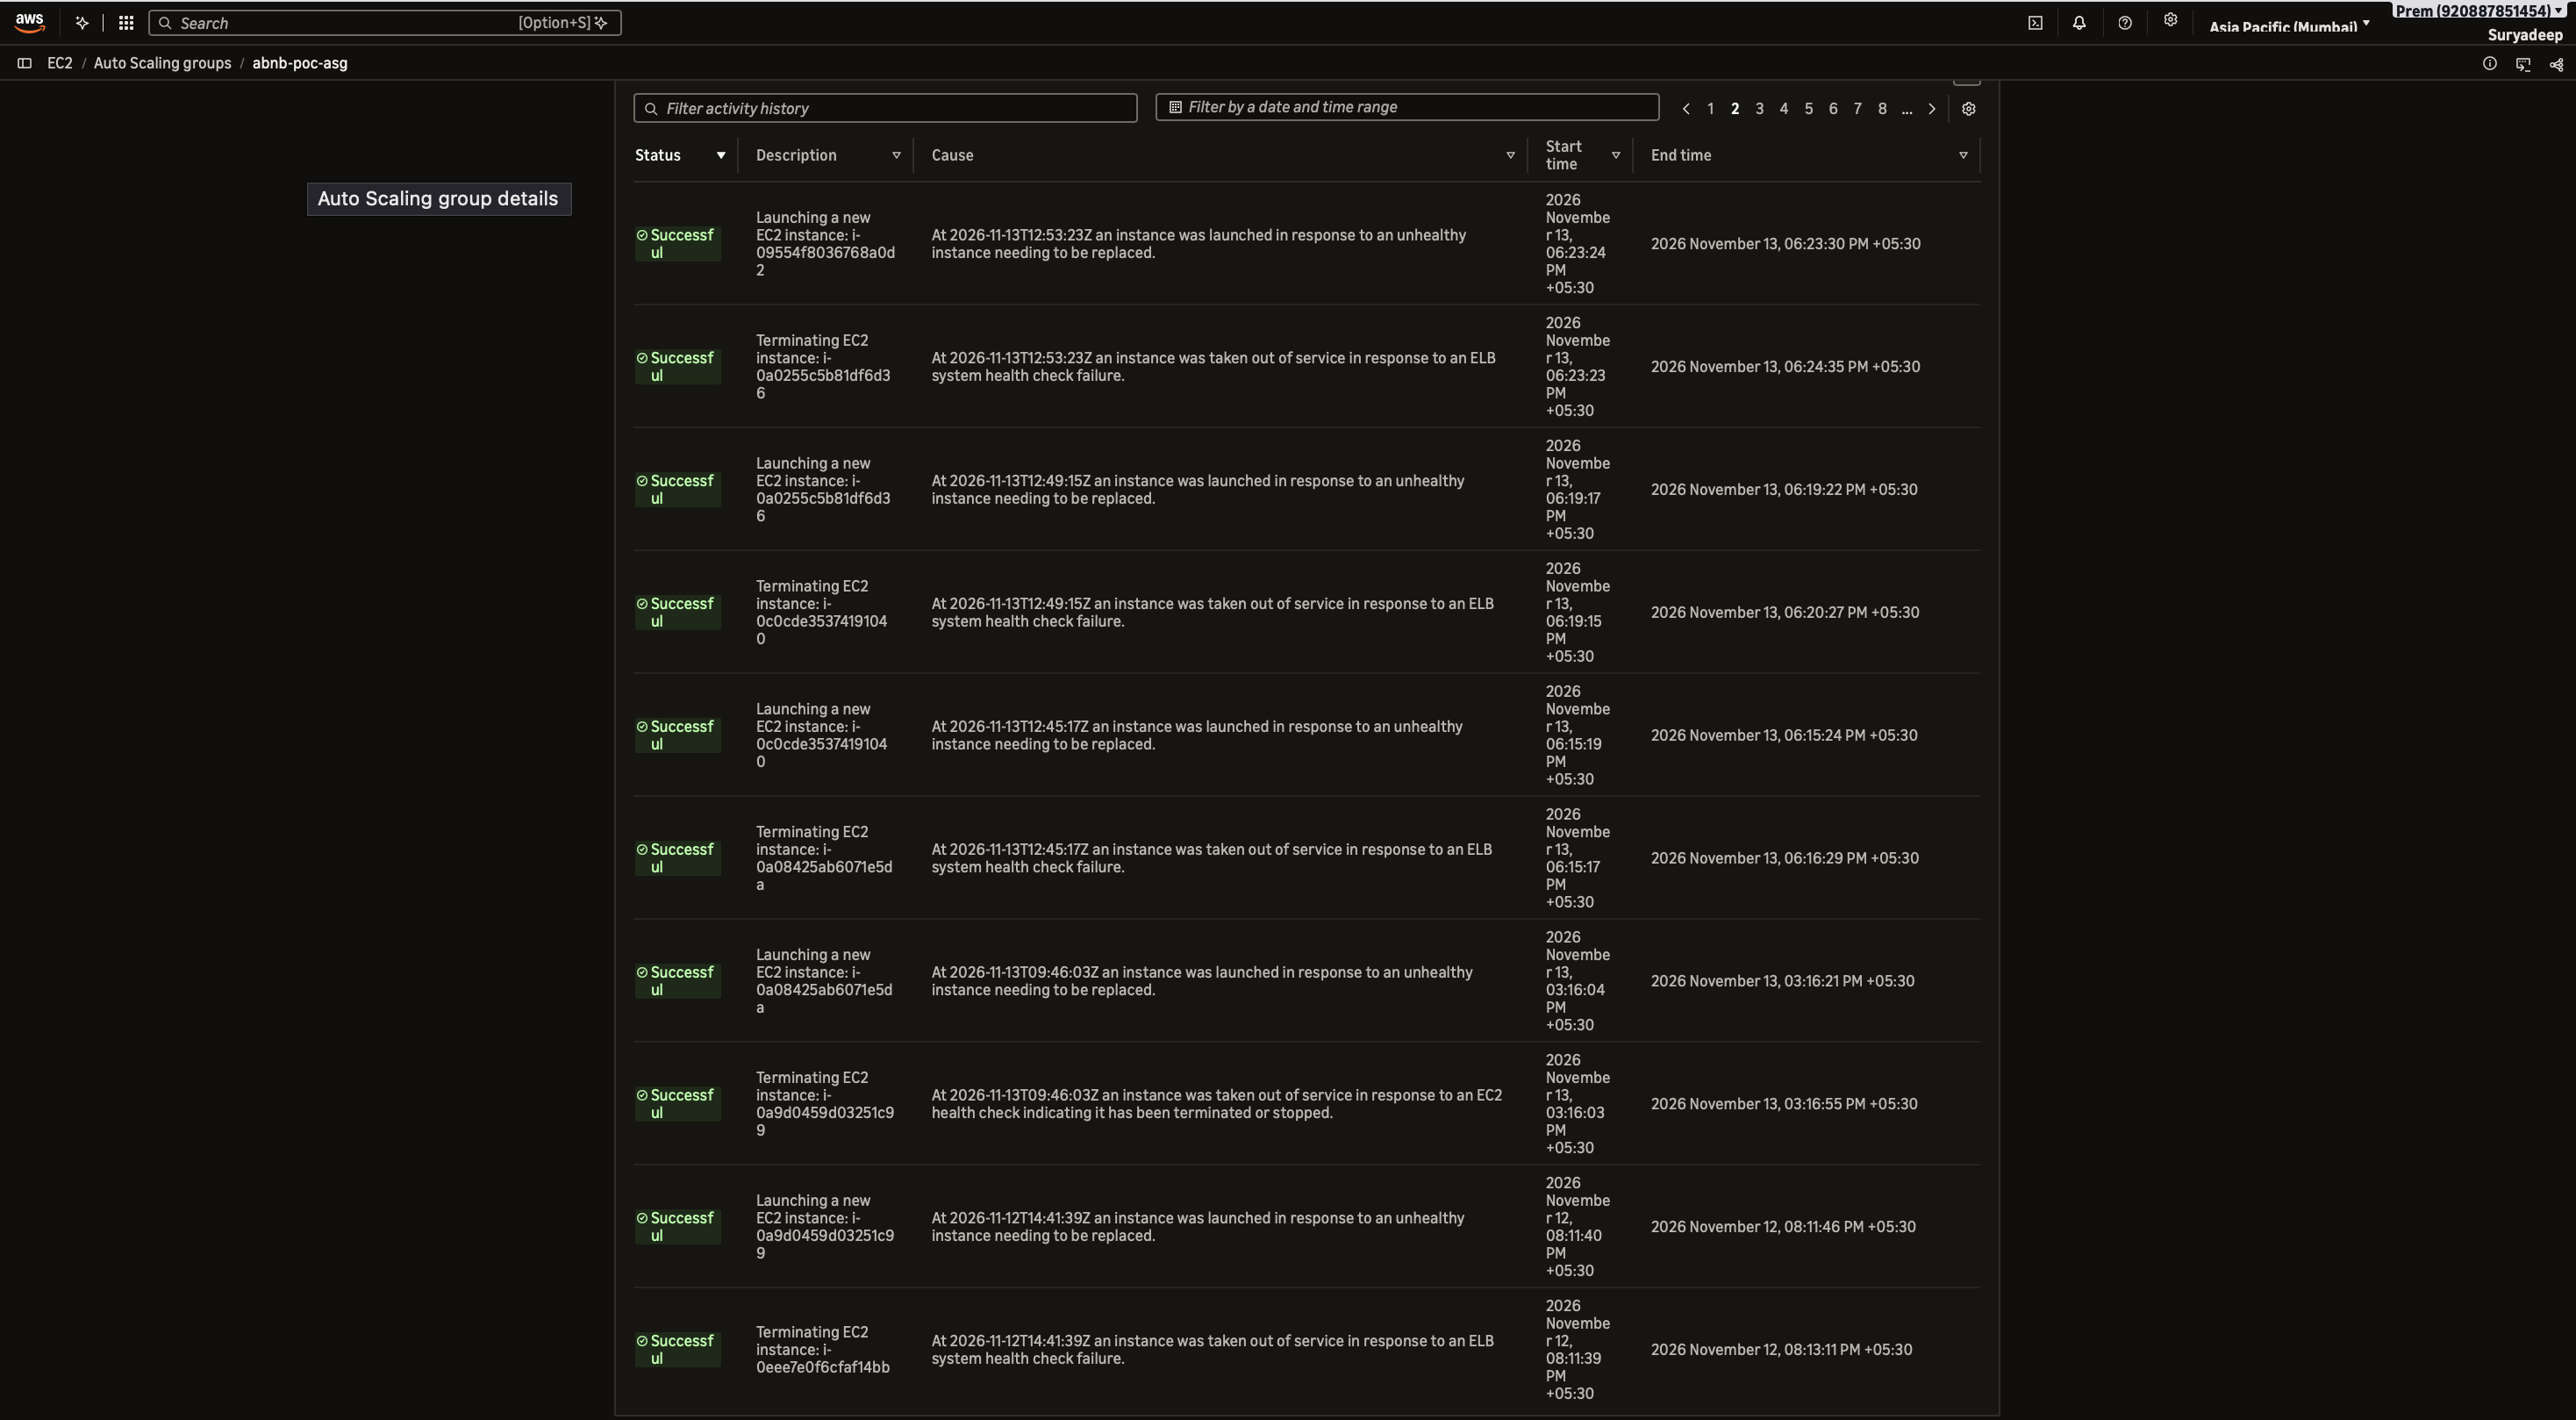 aws
Search
[Option+S]
Asia Pacific (Mumbai)
Prem (920887851454)
Suryadeep
EC2 / Auto Scaling groups / abnb-poc-asg
Filter activity history
Filter by a date and time range
1 2 3 4 5 6 7 8 ...
Status
Description
Cause
Start
time
End time
Auto Scaling group details
Successf
ul
Launching a new
EC2 instance: i-
09554f8036768a0d
2
At 2026-11-13T12:53:23Z an instance was launched in response to an unhealthy
instance needing to be replaced.
2026
Novembe
r 13,
06:23:24
PM
+05:30
2026 November 13, 06:23:30 PM +05:30
Successf
ul
Terminating EC2
instance: i-
0a0255c5b81df6d3
6
At 2026-11-13T12:53:23Z an instance was taken out of service in response to an ELB
system health check failure.
2026
Novembe
r 13,
06:23:23
PM
+05:30
2026 November 13, 06:24:35 PM +05:30
Successf
ul
Launching a new
EC2 instance: i-
0a0255c5b81df6d3
6
At 2026-11-13T12:49:15Z an instance was launched in response to an unhealthy
instance needing to be replaced.
2026
Novembe
r 13,
06:19:17
PM
+05:30
2026 November 13, 06:19:22 PM +05:30
Successf
ul
Terminating EC2
instance: i-
0c0cde3537419104
0
At 2026-11-13T12:49:15Z an instance was taken out of service in response to an ELB
system health check failure.
2026
Novembe
r 13,
06:19:15
PM
+05:30
2026 November 13, 06:20:27 PM +05:30
Successf
ul
Launching a new
EC2 instance: i-
0c0cde3537419104
0
At 2026-11-13T12:45:17Z an instance was launched in response to an unhealthy
instance needing to be replaced.
2026
Novembe
r 13,
06:15:19
PM
+05:30
2026 November 13, 06:15:24 PM +05:30
Successf
ul
Terminating EC2
instance: i-
0a08425ab6071e5d
a
At 2026-11-13T12:45:17Z an instance was taken out of service in response to an ELB
system health check failure.
2026
Novembe
r 13,
06:15:17
PM
+05:30
2026 November 13, 06:16:29 PM +05:30
Successf
ul
Launching a new
EC2 instance: i-
0a08425ab6071e5d
a
At 2026-11-13T09:46:03Z an instance was launched in response to an unhealthy
instance needing to be replaced.
2026
Novembe
r 13,
03:16:04
PM
+05:30
2026 November 13, 03:16:21 PM +05:30
Successf
ul
Terminating EC2
instance: i-
0a9d0459d03251c9
9
At 2026-11-13T09:46:03Z an instance was taken out of service in response to an EC2
health check indicating it has been terminated or stopped.
2026
Novembe
r 13,
03:16:03
PM
+05:30
2026 November 13, 03:16:55 PM +05:30
Successf
ul
Launching a new
EC2 instance: i-
0a9d0459d03251c9
9
At 2026-11-12T14:41:39Z an instance was launched in response to an unhealthy
instance needing to be replaced.
2026
Novembe
r 12,
08:11:40
PM
+05:30
2026 November 12, 08:11:46 PM +05:30
Successf
ul
Terminating EC2
instance: i-
0eee7e0f6cfaf14bb
At 2026-11-12T14:41:39Z an instance was taken out of service in response to an ELB
system health check failure.
2026
Novembe
r 12,
08:11:39
PM
+05:30
2026 November 12, 08:13:11 PM +05:30